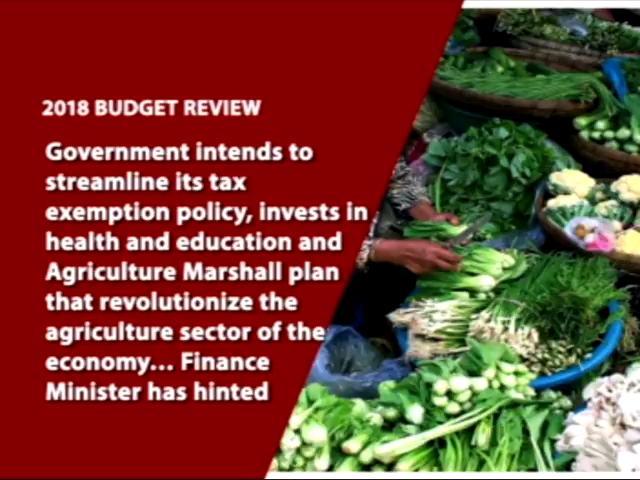 2018 BUDGET REVIEW
Government intends to
streamline its tax
exemption policy, invests in
health and education and
Agriculture Marshall plan
that revolutionize the
agriculture sector of the
economy... Finance
Minister has hinted